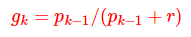 g_k = p_{k-1}/(p_{k-1} + r)